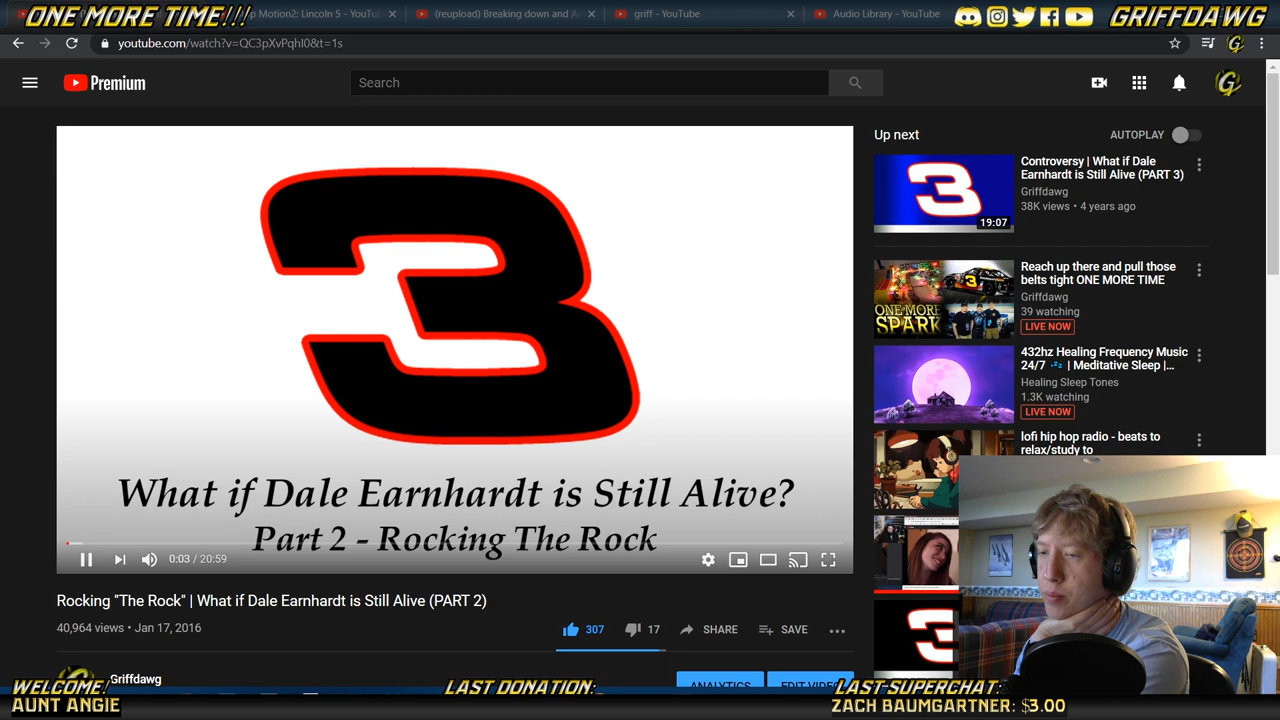 ONE MORE TIME!!!
Motion2: Lincoln 5 - YouTu
(reupload) Breaking down and A
griff - YouTube
Audio Library - YouTube
GRIFFDAWG
youtube.com/watch?v=QC3pXvPqhI0&t=1s
Premium
Search
G
Up next
AUTOPLAY
3
Controversy | What if Dale
Earnhardt is Still Alive (PART 3)
Griffdawg
38K views • 4 years ago
3
19:07
Reach up there and pull those
belts tight ONE MORE TIME
Griffdawg
39 watching
LIVE NOW
ONE MORE
SPARK
3
432hz Healing Frequency Music
24/7 💤 | Meditative Sleep |...
Healing Sleep Tones
1.3K watching
LIVE NOW
lofi hip hop radio - beats to
relax/study to
3
What if Dale Earnhardt is Still Alive?
Part 2 - Rocking The Rock
0:03 / 20:59
Rocking "The Rock" | What if Dale Earnhardt is Still Alive (PART 2)
40,964 views • Jan 17, 2016
307
17
SHARE
SAVE
Griffdawg
ANALYTICS
EDIT VIDEO
WELCOME!
AUNT ANGIE
LAST DONATION:
LAST SUPERCHAT:
ZACH BAUMGARTNER: $3.00